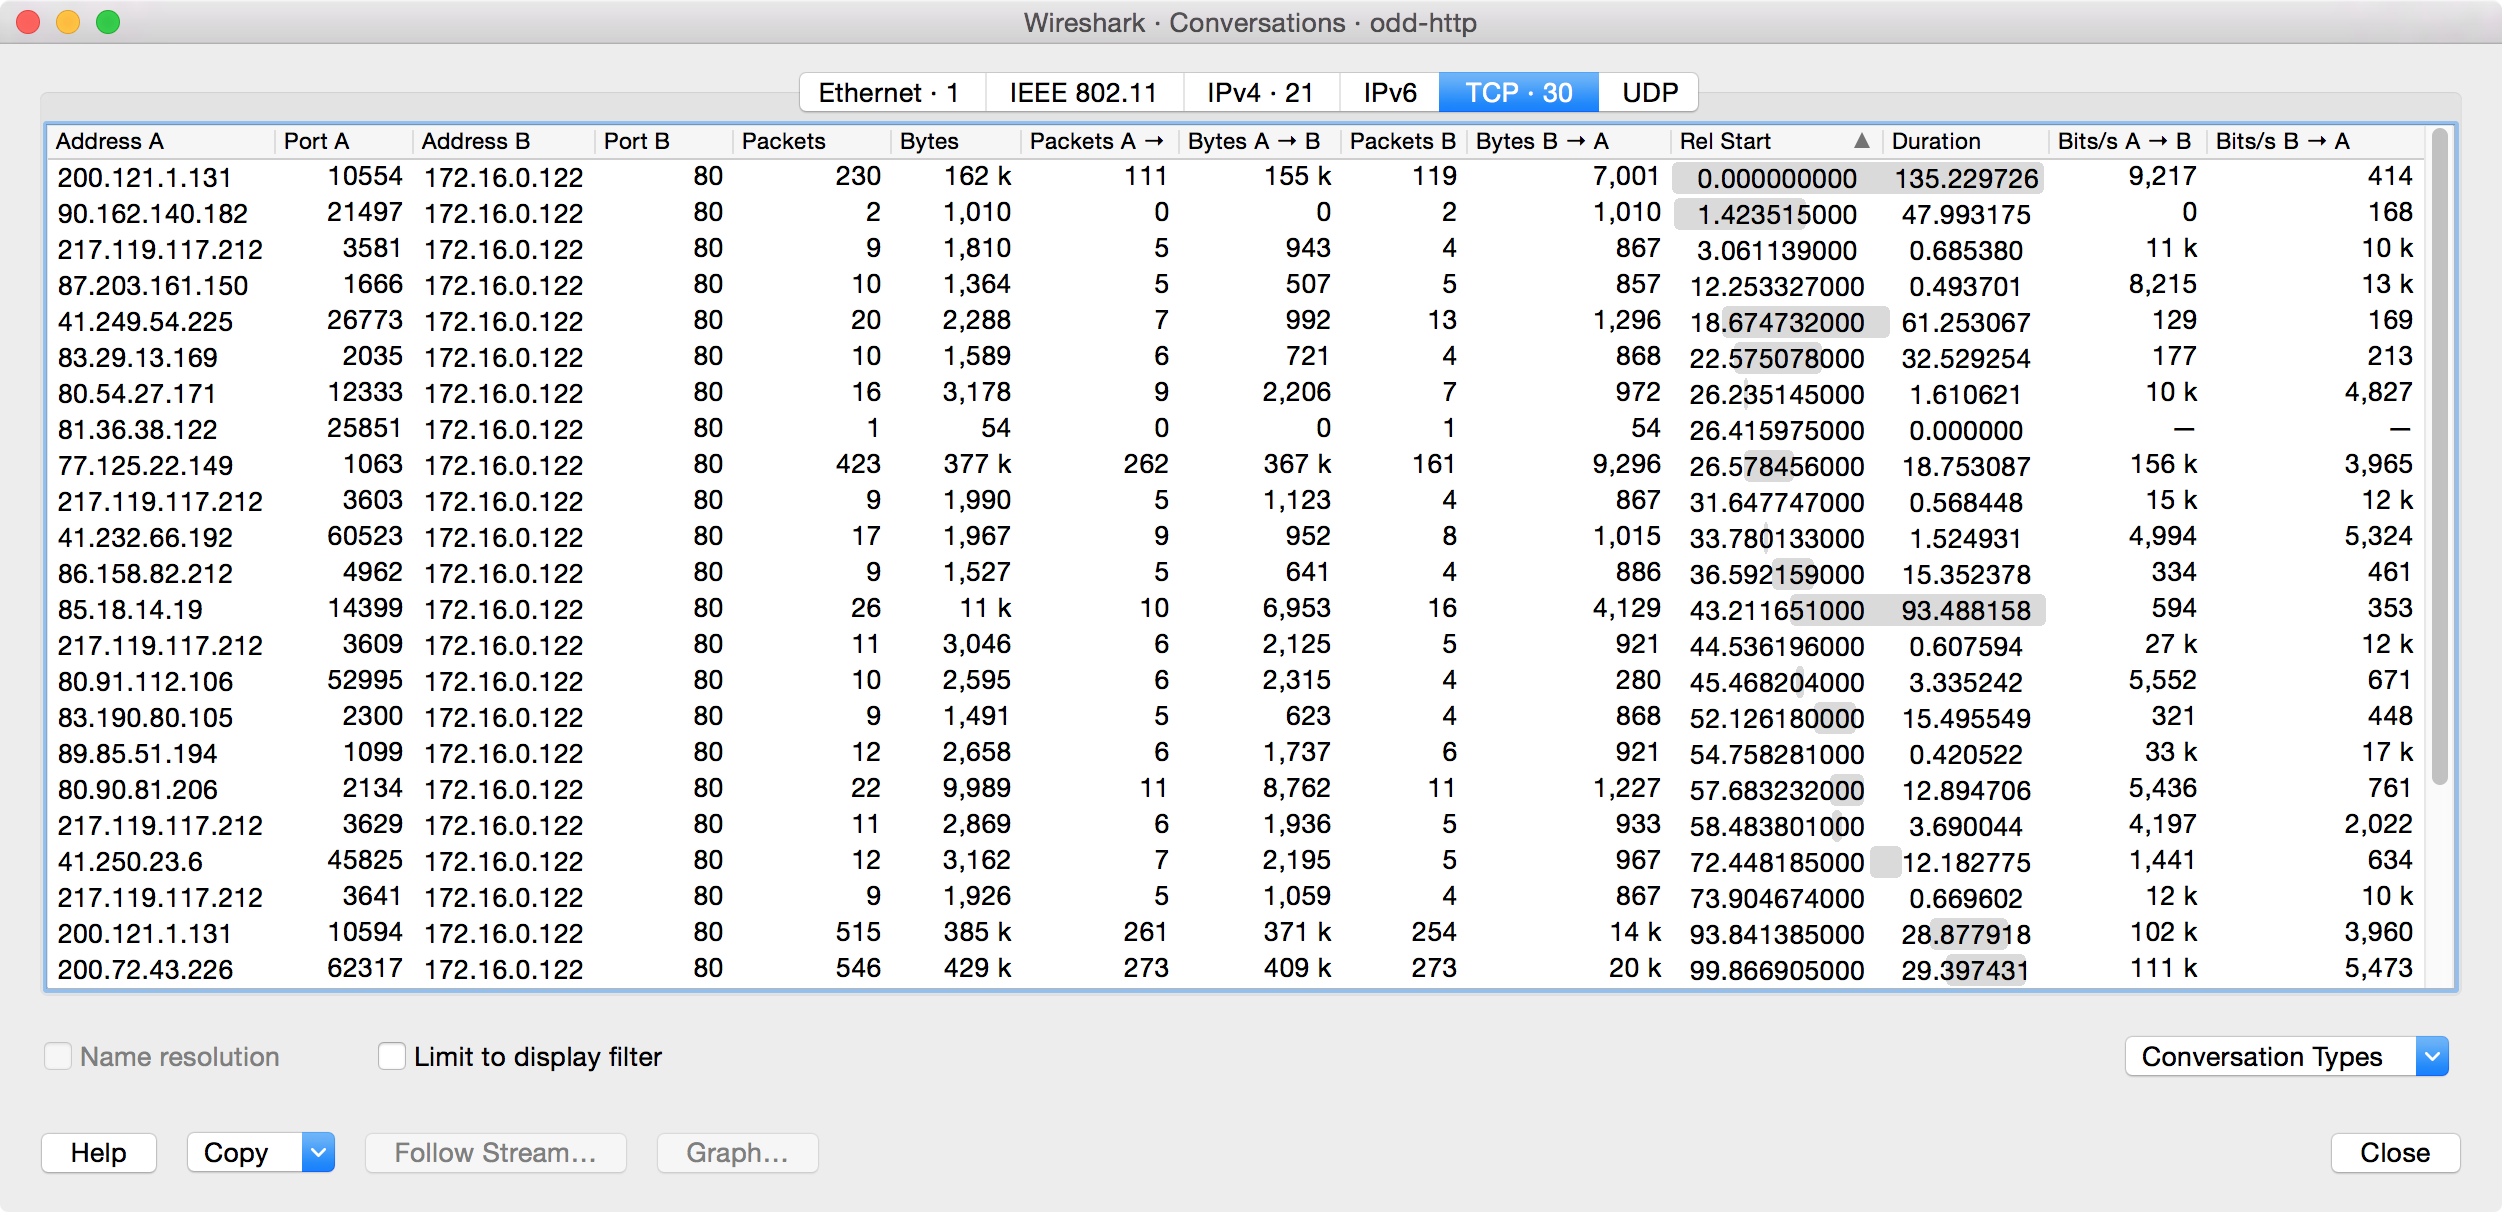 Wireshark · Conversations · odd-http
Ethernet · 1 IEEE 802.11 IPv4 · 21 IPv6 TCP · 30 UDP
Address A Port A Address B Port B Packets Bytes Packets A → Bytes A → B Packets B Bytes B → A Rel Start ▲ Duration Bits/s A → B Bits/s B → A
200.121.1.131 10554 172.16.0.122 80 230 162 k 111 155 k 119 7,001 0.000000000 135.229726 9,217 414
90.162.140.182 21497 172.16.0.122 80 2 1,010 0 0 2 1,010 1.423515000 47.993175 0 168
217.119.117.212 3581 172.16.0.122 80 9 1,810 5 943 4 867 3.061139000 0.685380 11 k 10 k
87.203.161.150 1666 172.16.0.122 80 10 1,364 5 507 5 857 12.253327000 0.493701 8,215 13 k
41.249.54.225 26773 172.16.0.122 80 20 2,288 7 992 13 1,296 18.674732000 61.253067 129 169
83.29.13.169 2035 172.16.0.122 80 10 1,589 6 721 4 868 22.575078000 32.529254 177 213
80.54.27.171 12333 172.16.0.122 80 16 3,178 9 2,206 7 972 26.235145000 1.610621 10 k 4,827
81.36.38.122 25851 172.16.0.122 80 1 54 0 0 1 54 26.415975000 0.000000 — —
77.125.22.149 1063 172.16.0.122 80 423 377 k 262 367 k 161 9,296 26.578456000 18.753087 156 k 3,965
217.119.117.212 3603 172.16.0.122 80 9 1,990 5 1,123 4 867 31.647747000 0.568448 15 k 12 k
41.232.66.192 60523 172.16.0.122 80 17 1,967 9 952 8 1,015 33.780133000 1.524931 4,994 5,324
86.158.82.212 4962 172.16.0.122 80 9 1,527 5 641 4 886 36.592159000 15.352378 334 461
85.18.14.19 14399 172.16.0.122 80 26 11 k 10 6,953 16 4,129 43.211651000 93.488158 594 353
217.119.117.212 3609 172.16.0.122 80 11 3,046 6 2,125 5 921 44.536196000 0.607594 27 k 12 k
80.91.112.106 52995 172.16.0.122 80 10 2,595 6 2,315 4 280 45.468204000 3.335242 5,552 671
83.190.80.105 2300 172.16.0.122 80 9 1,491 5 623 4 868 52.126180000 15.495549 321 448
89.85.51.194 1099 172.16.0.122 80 12 2,658 6 1,737 6 921 54.758281000 0.420522 33 k 17 k
80.90.81.206 2134 172.16.0.122 80 22 9,989 11 8,762 11 1,227 57.683232000 12.894706 5,436 761
217.119.117.212 3629 172.16.0.122 80 11 2,869 6 1,936 5 933 58.483801000 3.690044 4,197 2,022
41.250.23.6 45825 172.16.0.122 80 12 3,162 7 2,195 5 967 72.448185000 12.182775 1,441 634
217.119.117.212 3641 172.16.0.122 80 9 1,926 5 1,059 4 867 73.904674000 0.669602 12 k 10 k
200.121.1.131 10594 172.16.0.122 80 515 385 k 261 371 k 254 14 k 93.841385000 28.877918 102 k 3,960
200.72.43.226 62317 172.16.0.122 80 546 429 k 273 409 k 273 20 k 99.866905000 29.397431 111 k 5,473
Name resolution Limit to display filter Conversation Types
Help Copy Follow Stream... Graph... Close